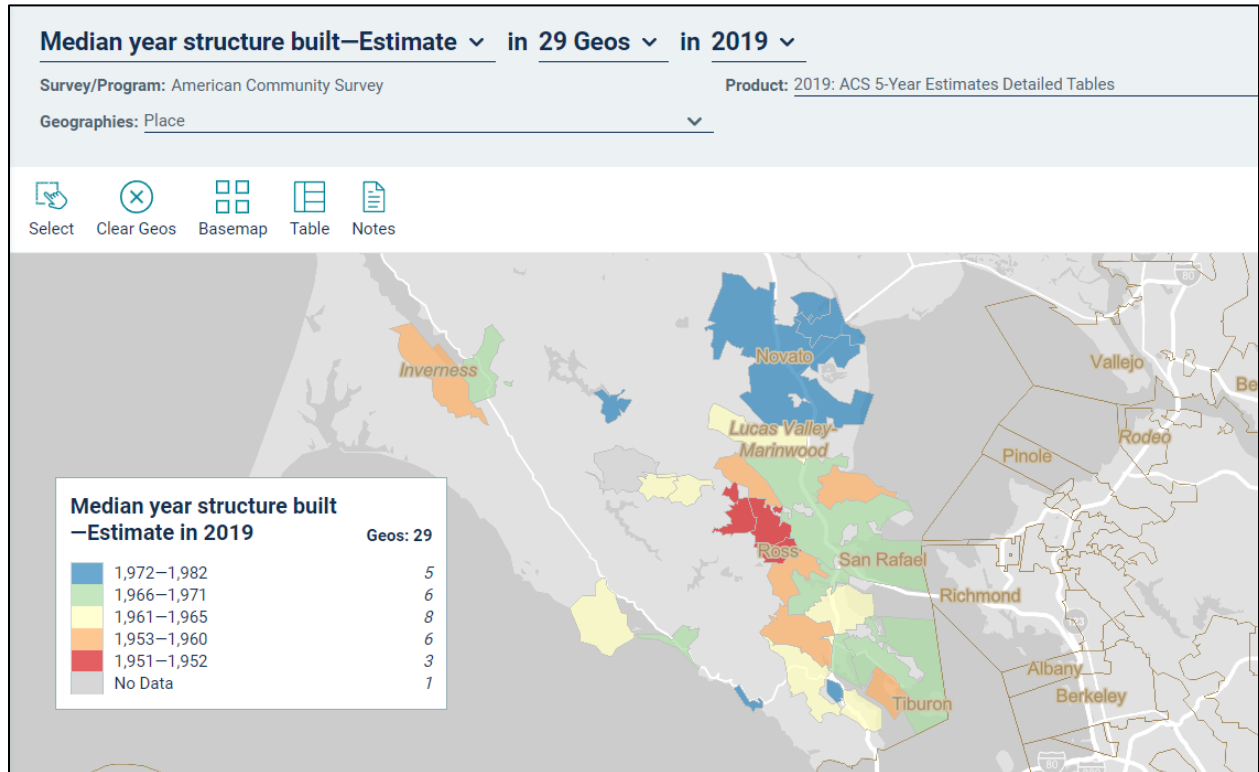 Median year structure built—Estimate in 29 Geos in 2019
Survey/Program: American Community Survey
Product: 2019: ACS 5-Year Estimates Detailed Tables
Geographies: Place
Select Clear Geos Basemap Table Notes
80
Novato
Vallejo
Inverness
Be
Lucas Valley-
Marinwood
Rodeo
Pinole
Median year structure built
—Estimate in 2019 Geos: 29
1,972—1,982 5
1,966—1,971 6
1,961—1,965 8
1,953—1,960 6
1,951—1,952 3
No Data 1
Ross
San Rafael
Richmond
Albany
Berkeley
Tiburon
80